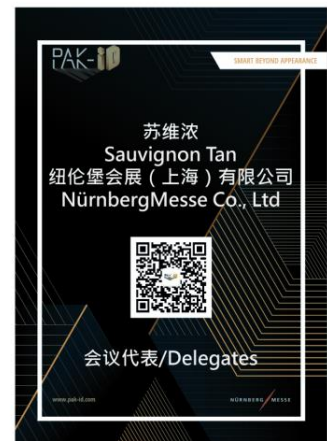 PAK-iD
SMART BEYOND APPEARANCE
苏维浓
Sauvignon Tan
纽伦堡会展（上海）有限公司
NürnbergMesse Co., Ltd
会议代表/Delegates
www.pak-id.com
NÜRNBERG MESSE